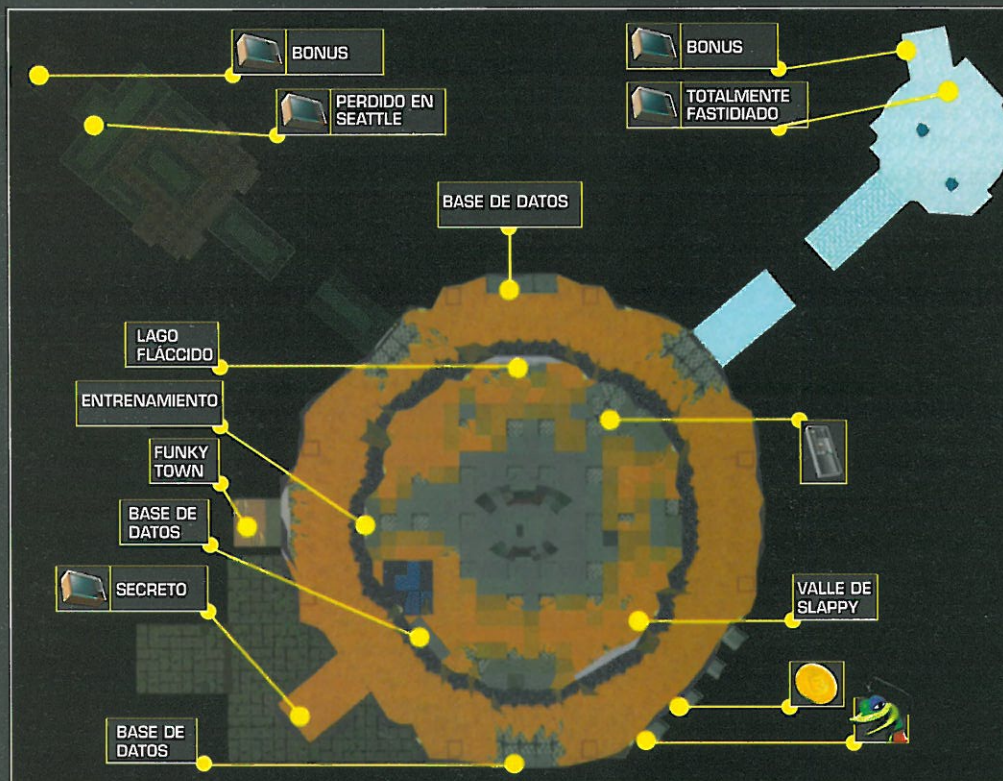 BONUS
PERDIDO EN
SEATTLE
BONUS
TOTALMENTE
FASTIDIADO
BASE DE DATOS
LAGO
FLÁCCIDO
ENTRENAMIENTO
FUNKY
TOWN
BASE DE
DATOS
SECRETO
VALLE DE
SLAPPY
BASE DE
DATOS